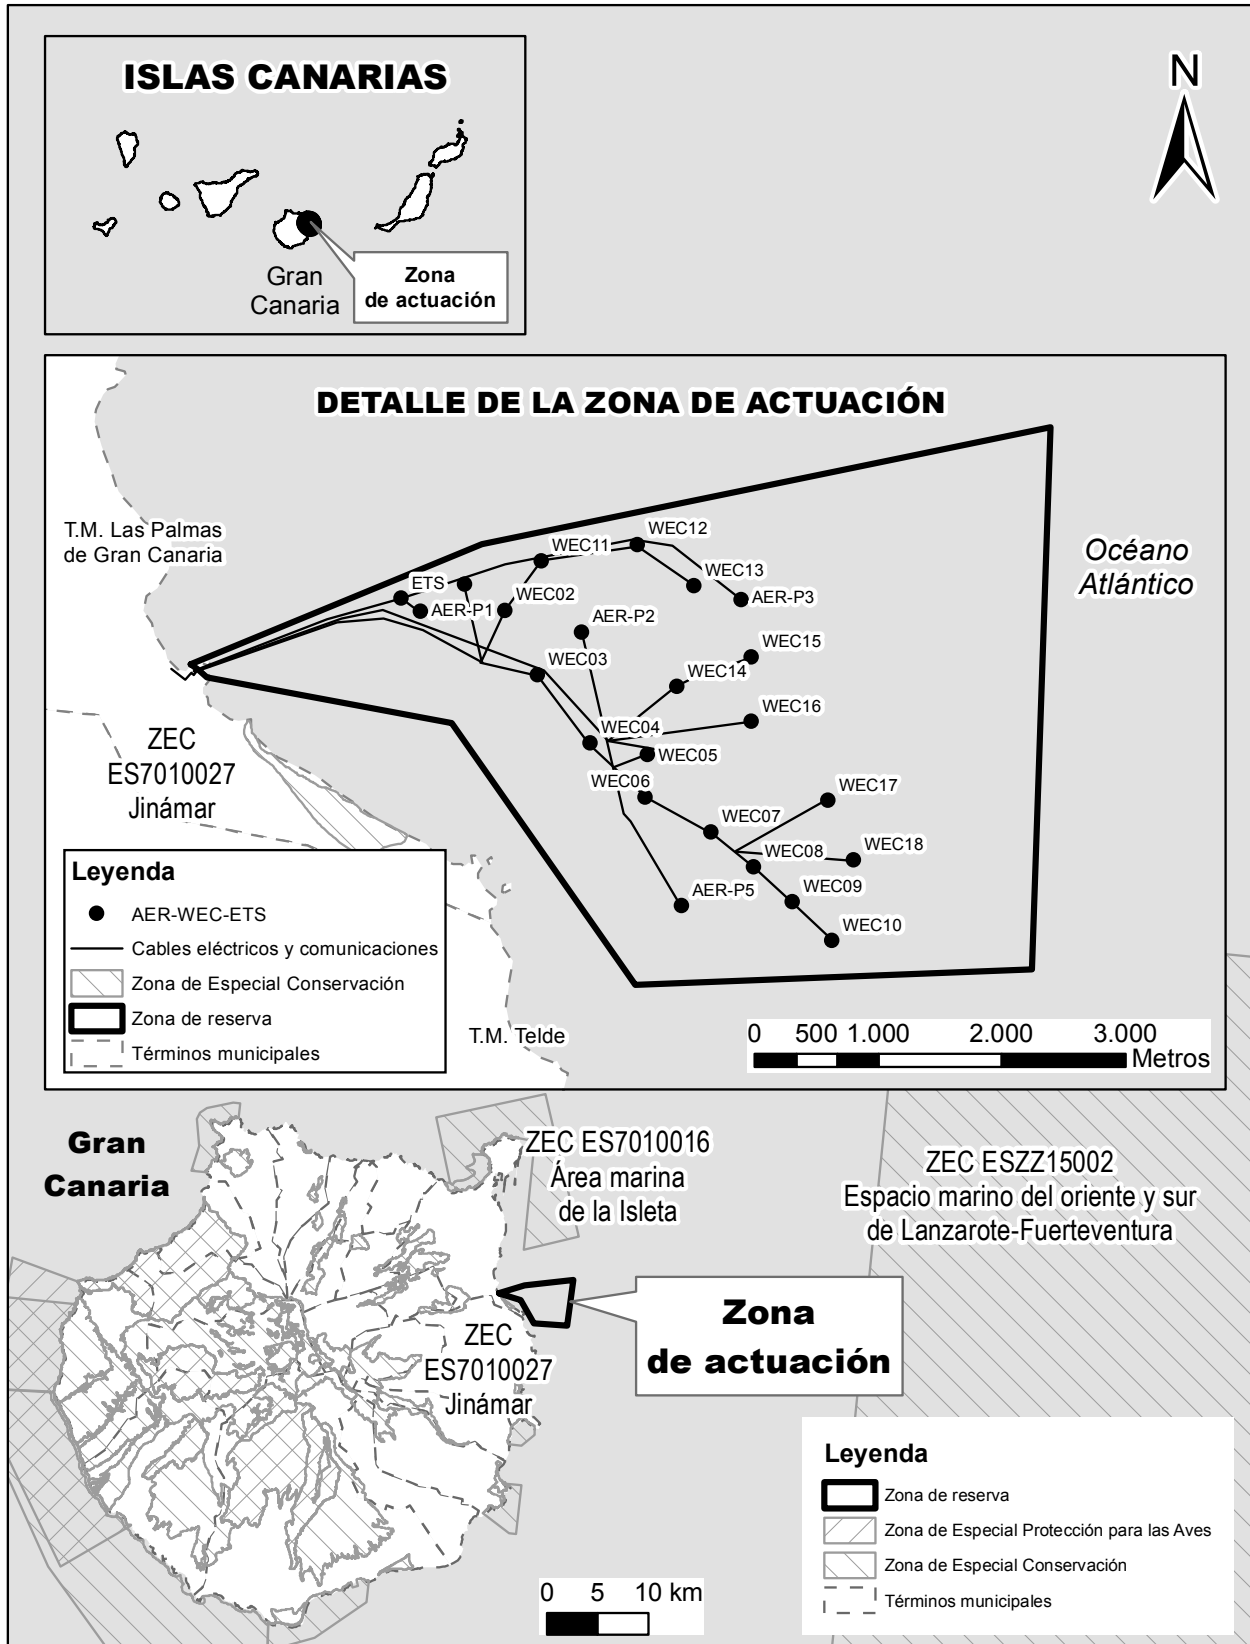 ISLAS CANARIAS
N
Gran
Canaria
Zona
de actuación
DETALLE DE LA ZONA DE ACTUACIÓN
T.M. Las Palmas
de Gran Canaria
Océano
Atlántico
WEC12
WEC11
WEC13
ETS
WEC02
AER-P1
AER-P3
AER-P2
WEC15
WEC03
WEC14
WEC16
WEC04
WEC05
WEC06
WEC17
WEC07
WEC18
WEC08
AER-P5
WEC09
WEC10
ZEC
ES7010027
Jinámar
Leyenda
AER-WEC-ETS
Cables eléctricos y comunicaciones
Zona de Especial Conservación
Zona de reserva
Términos municipales
T.M. Telde
0 500 1.000 2.000 3.000
Metros
Gran
Canaria
ZEC ES7010016
Área marina
de la Isleta
ZEC ESZZ15002
Espacio marino del oriente y sur
de Lanzarote-Fuerteventura
Zona
de actuación
ZEC
ES7010027
Jinámar
Leyenda
Zona de reserva
Zona de Especial Protección para las Aves
Zona de Especial Conservación
Términos municipales
0 5 10 km